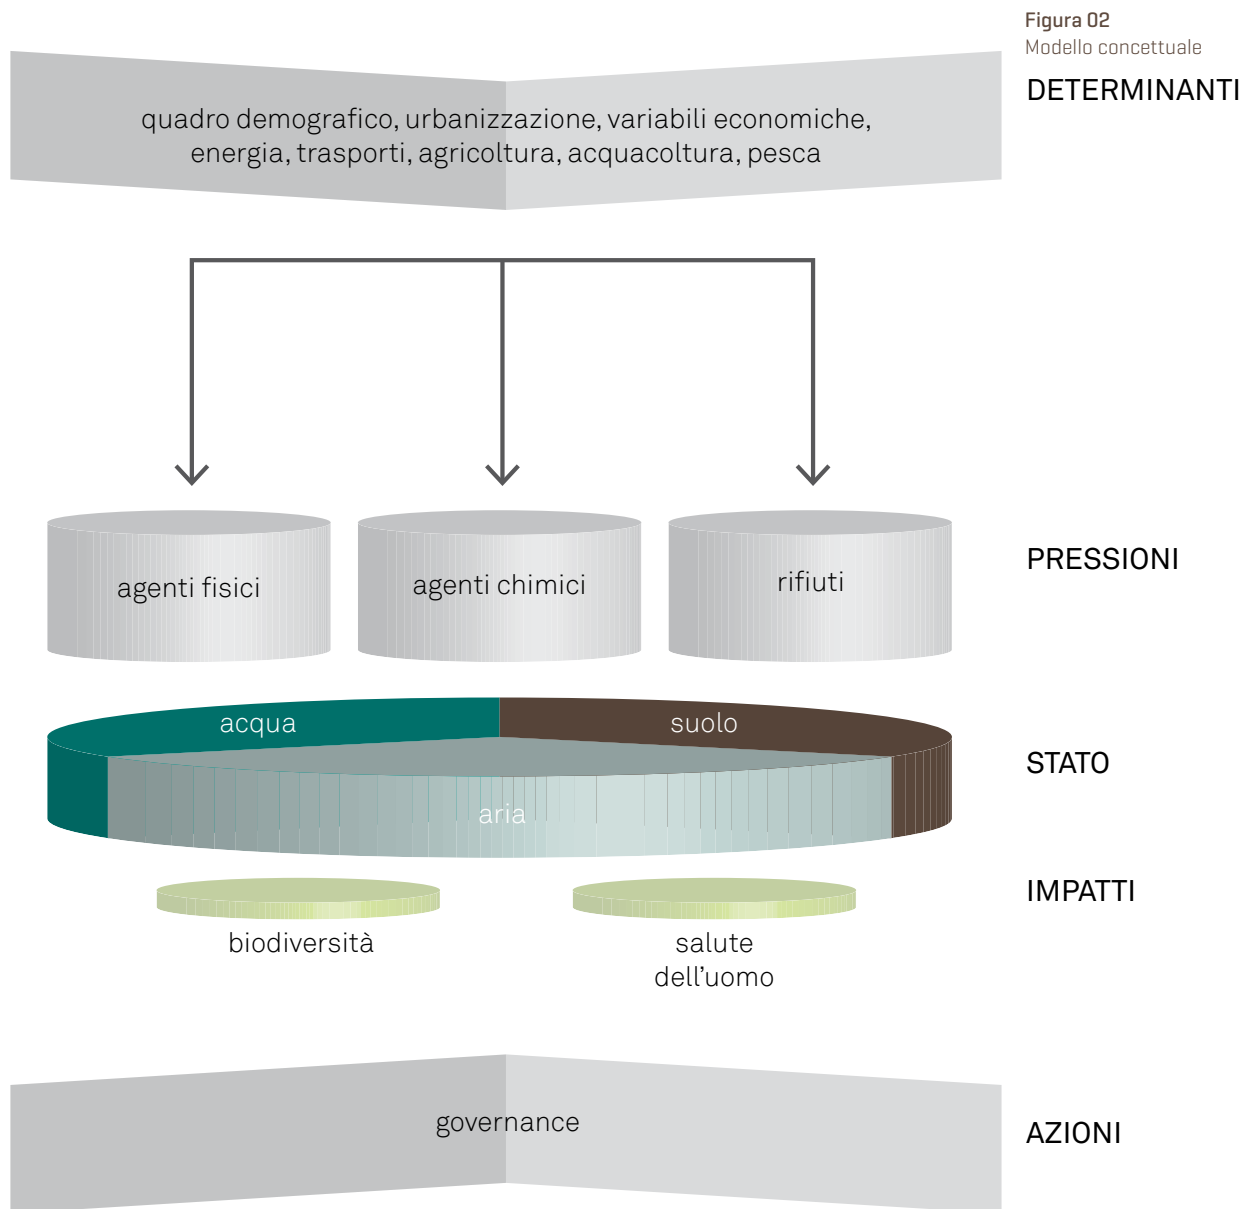 Figura 02
Modello concettuale
DETERMINANTI
quadro demografico, urbanizzazione, variabili economiche,
energia, trasporti, agricoltura, acquacoltura, pesca
PRESSIONI
agenti fisici
agenti chimici
rifiuti
acqua
suolo
STATO
aria
IMPATTI
biodiversità
salute
dell’uomo
governance
AZIONI